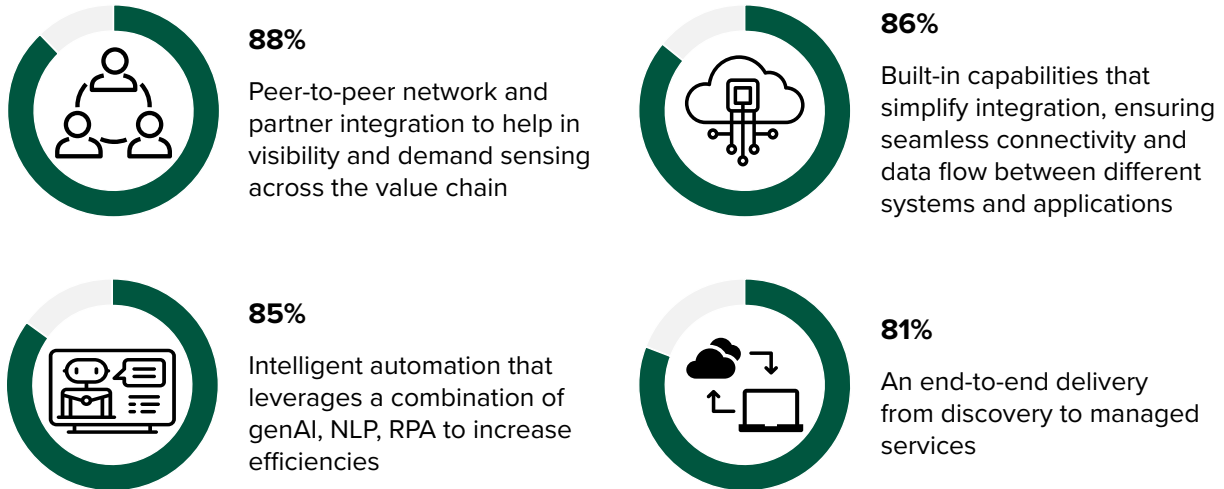 88%
Peer-to-peer network and
partner integration to help in
visibility and demand sensing
across the value chain
86%
Built-in capabilities that
simplify integration, ensuring
seamless connectivity and
data flow between different
systems and applications
85%
Intelligent automation that
leverages a combination of
genAI, NLP, RPA to increase
efficiencies
81%
An end-to-end delivery
from discovery to managed
services